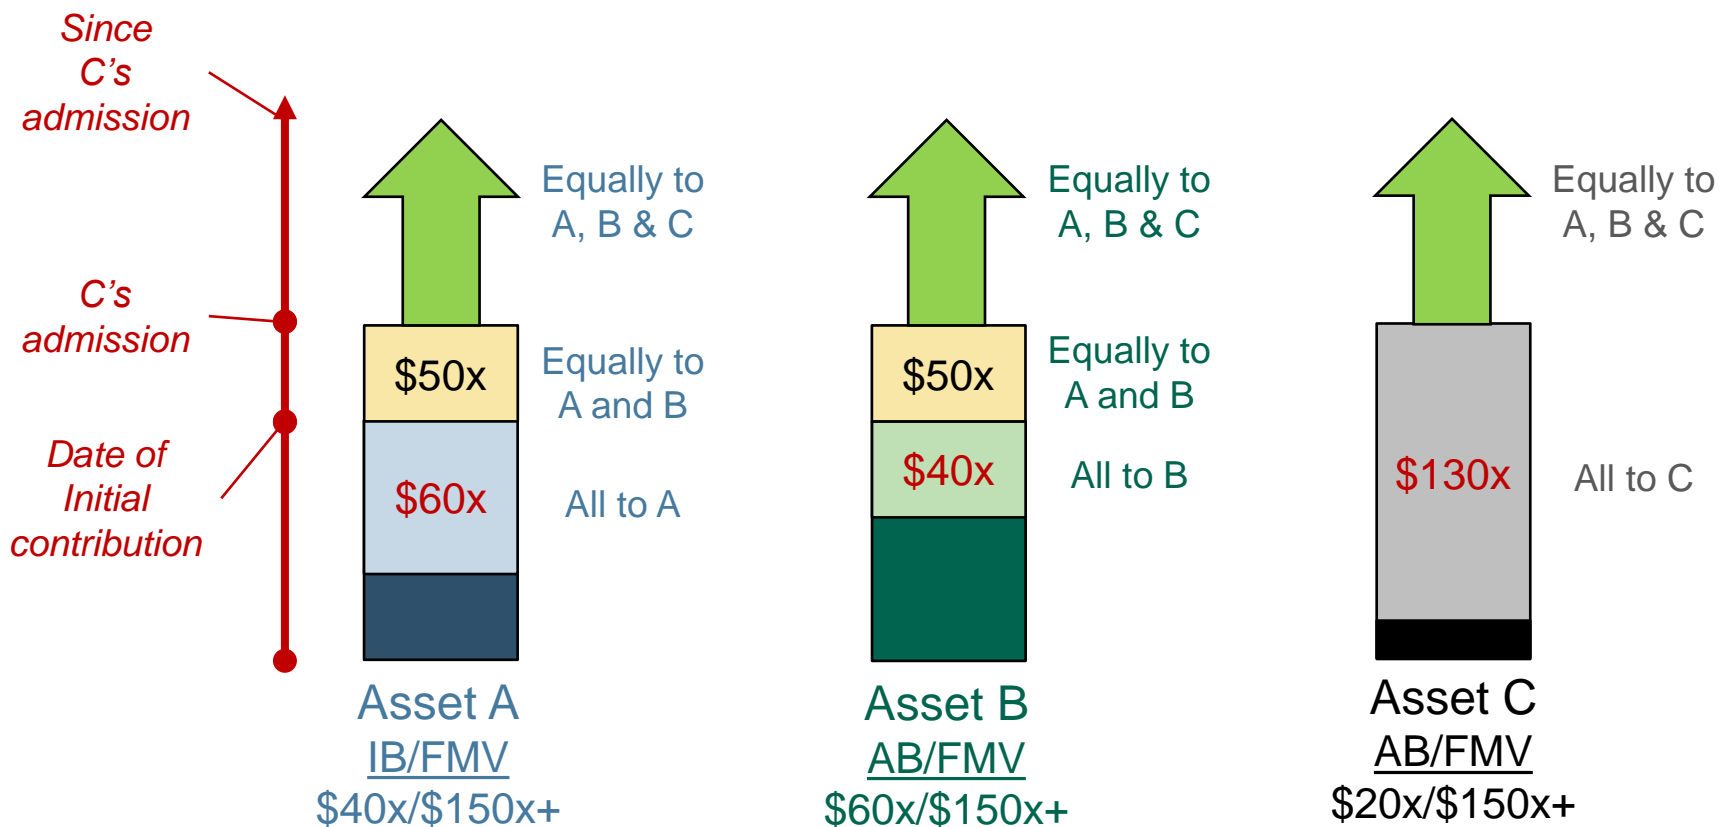 Since
C’s
admission
C’s
admission
Date of
Initial
contribution
Equally to
A, B & C
$50x
Equally to
A and B
$60x
All to A
Asset A
IB/FMV
$40x/$150x+
Equally to
A, B & C
$50x
Equally to
A and B
$40x
All to B
Asset B
AB/FMV
$60x/$150x+
Equally to
A, B & C
$130x
All to C
Asset C
AB/FMV
$20x/$150x+